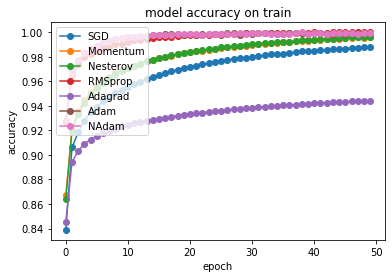 model accuracy on train
1.00
0.98
0.96
0.94
0.92
0.90
0.88
0.86
0.84
accuracy
SGD
Momentum
Nesterov
RMSprop
Adagrad
Adam
NAdam
0 10 20 30 40 50
epoch